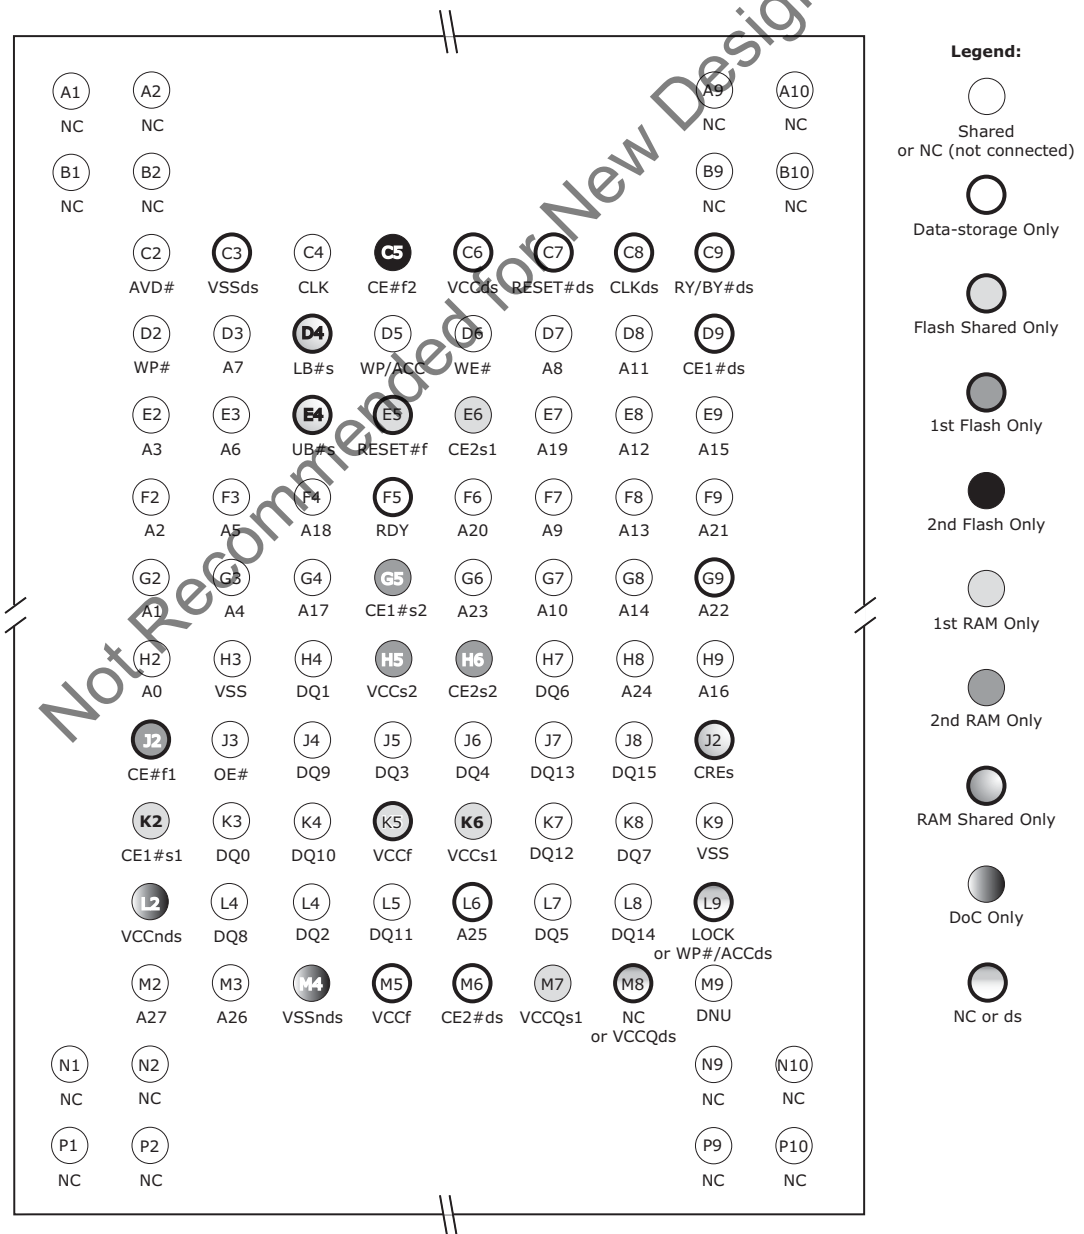 Not Recommended for New Design
Legend:
A1 A2 A9 A10
NC NC NC NC
Shared
or NC (not connected)
B1 B2 B9 B10
NC NC NC NC
Data-storage Only
C2 C3 C4 C5 C6 C7 C8 C9
AVD# VSSds CLK CE#f2 VCCds RESET#ds CLKds RY/BY#ds
Flash Shared Only
D2 D3 D4 D5 D6 D7 D8 D9
WP# A7 LB#s WP/ACC WE# A8 A11 CE1#ds
E2 E3 E4 E5 E6 E7 E8 E9
1st Flash Only
A3 A6 UB#s RESET#f CE2s1 A19 A12 A15
F2 F3 F4 F5 F6 F7 F8 F9
A2 A5 A18 RDY A20 A9 A13 A21
2nd Flash Only
G2 G3 G4 G5 G6 G7 G8 G9
A1 A4 A17 CE1#s2 A23 A10 A14 A22
1st RAM Only
H2 H3 H4 H5 H6 H7 H8 H9
A0 VSS DQ1 VCCs2 CE2s2 DQ6 A24 A16
2nd RAM Only
J2 J3 J4 J5 J6 J7 J8 J2
CE#f1 OE# DQ9 DQ3 DQ4 DQ13 DQ15 CREs
K2 K3 K4 K5 K6 K7 K8 K9
RAM Shared Only
CE1#s1 DQ0 DQ10 VCCf VCCs1 DQ12 DQ7 VSS
L2 L4 L4 L5 L6 L7 L8 L9
DoC Only
VCCnds DQ8 DQ2 DQ11 A25 DQ5 DQ14 LOCK
or WP#/ACCds
M2 M3 M4 M5 M6 M7 M8 M9
A27 A26 VSSnds VCCf CE2#ds VCCQs1 NC DNU
or VCCQds
NC or ds
N1 N2 N9 N10
NC NC NC NC
P1 P2 P9 P10
NC NC NC NC